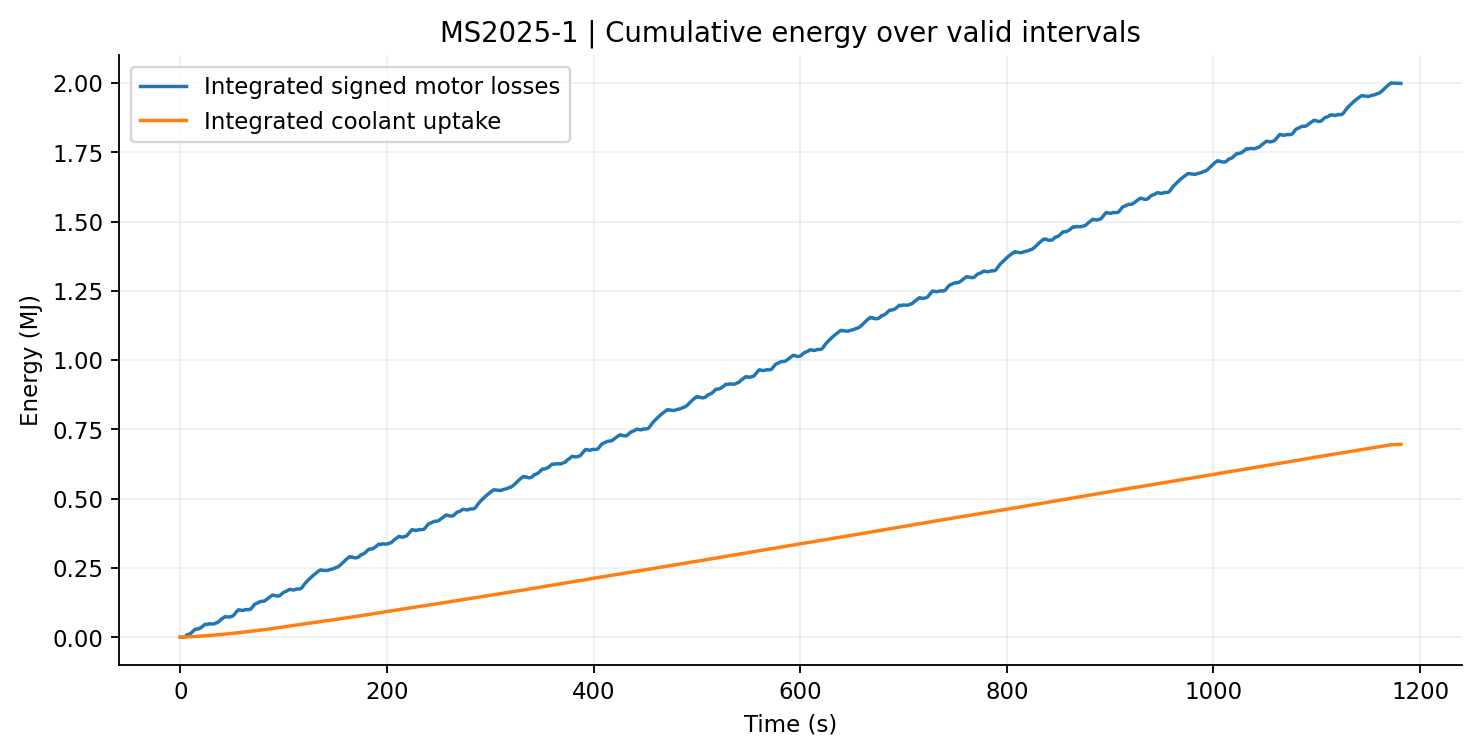 MS2025-1 | Cumulative energy over valid intervals
Integrated signed motor losses
Integrated coolant uptake
Energy (MJ)
2.00
1.75
1.50
1.25
1.00
0.75
0.50
0.25
0.00
0 200 400 600 800 1000 1200
Time (s)